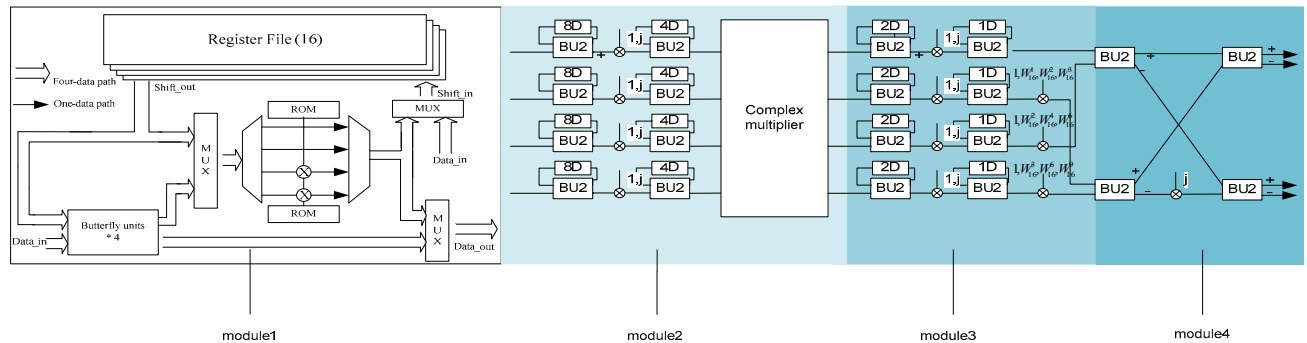 Register File (16)
Four-data path
One-data path
Shift_out
Shift_in
MUX
Data_in
ROM
MUX
ROM
Butterfly units
* 4
Data_in
MUX
Data_out
module1
8D 4D
BU2 + 1,j BU2
8D 4D
BU2 1,j BU2
8D 4D
BU2 1,j BU2
8D 4D
BU2 1,j BU2
Complex
multiplier
module2
2D 1D
BU2 + 1,j BU2
2D 1D
BU2 1,j BU2
2D 1D
BU2 1,j BU2
2D 1D
BU2 1,j BU2
module3
BU2 + - BU2 + -
BU2 + - j BU2 + -
module4